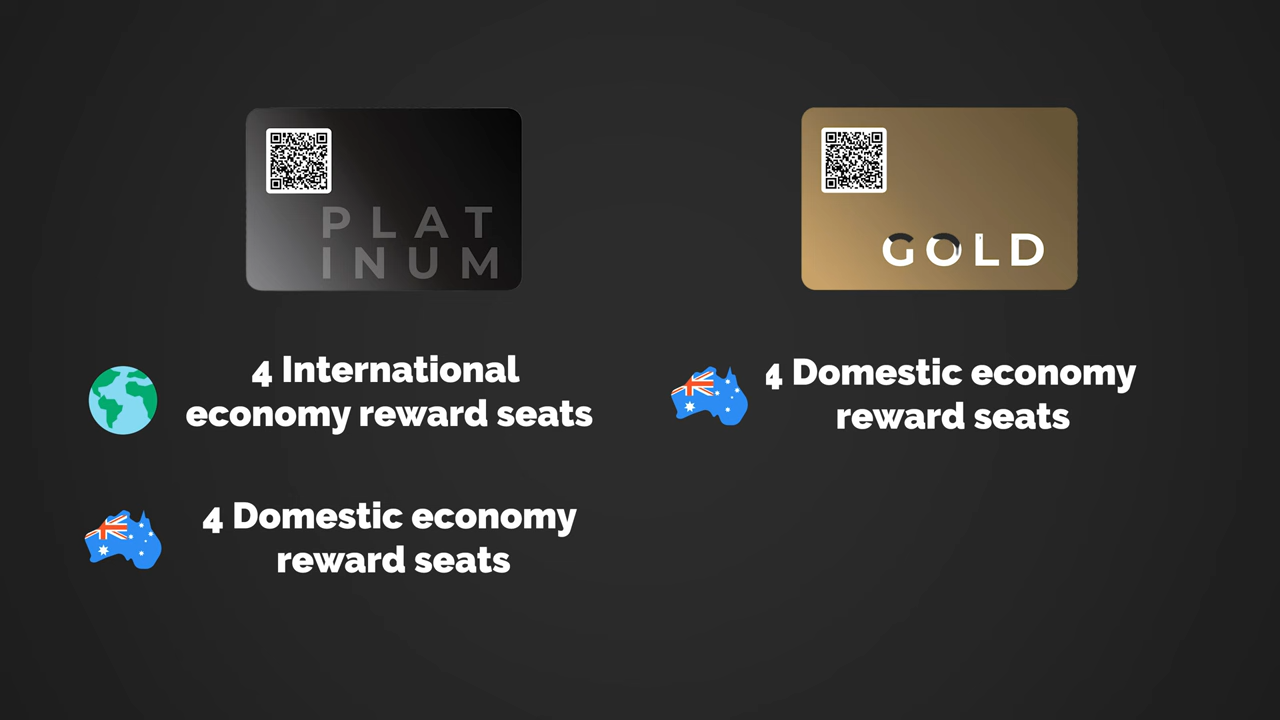 PLAT
INUM
4 International
economy reward seats
4 Domestic economy
reward seats
GOLD
4 Domestic economy
reward seats